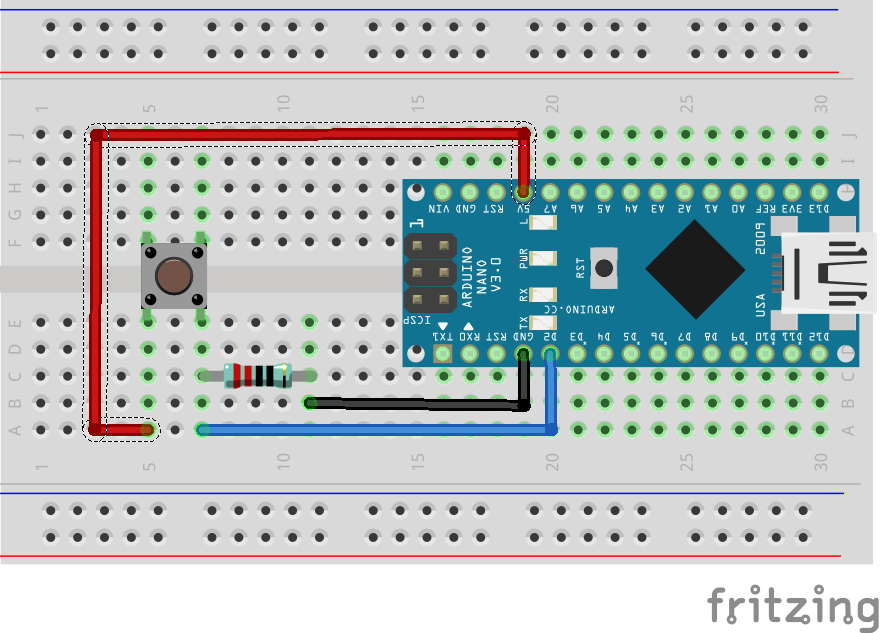 1 5 10 15 20 25 30
J J
I I
H H
G G
F F
VIN GND RST 5V A7 A6 A5 A4 A3 A2 A1 A0 REF 3V3 D13
1
L
PWR
RX
TX
ARDUINO
NANO
V3.0
RST
ARDUINO.CC
ICSP
USA
2009
TX1 RX0 RST GND D2 D3 D4 D5 D6 D7 D8 D9 D10 D11 D12
E E
D D
C C
B B
A A
1 5 10 15 20 25 30
fritzing